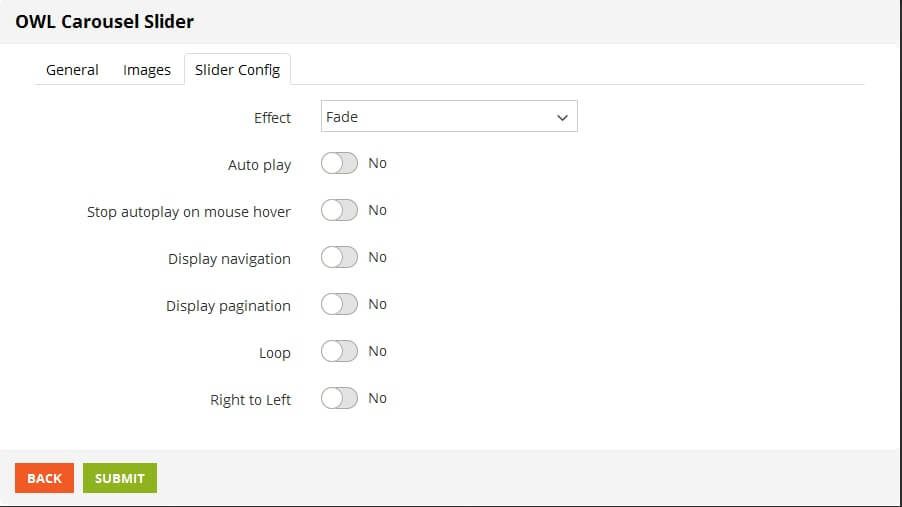 OWL Carousel Slider
General Images Slider Config
Effect Fade
Auto play No
Stop autoplay on mouse hover No
Display navigation No
Display pagination No
Loop No
Right to Left No
BACK SUBMIT